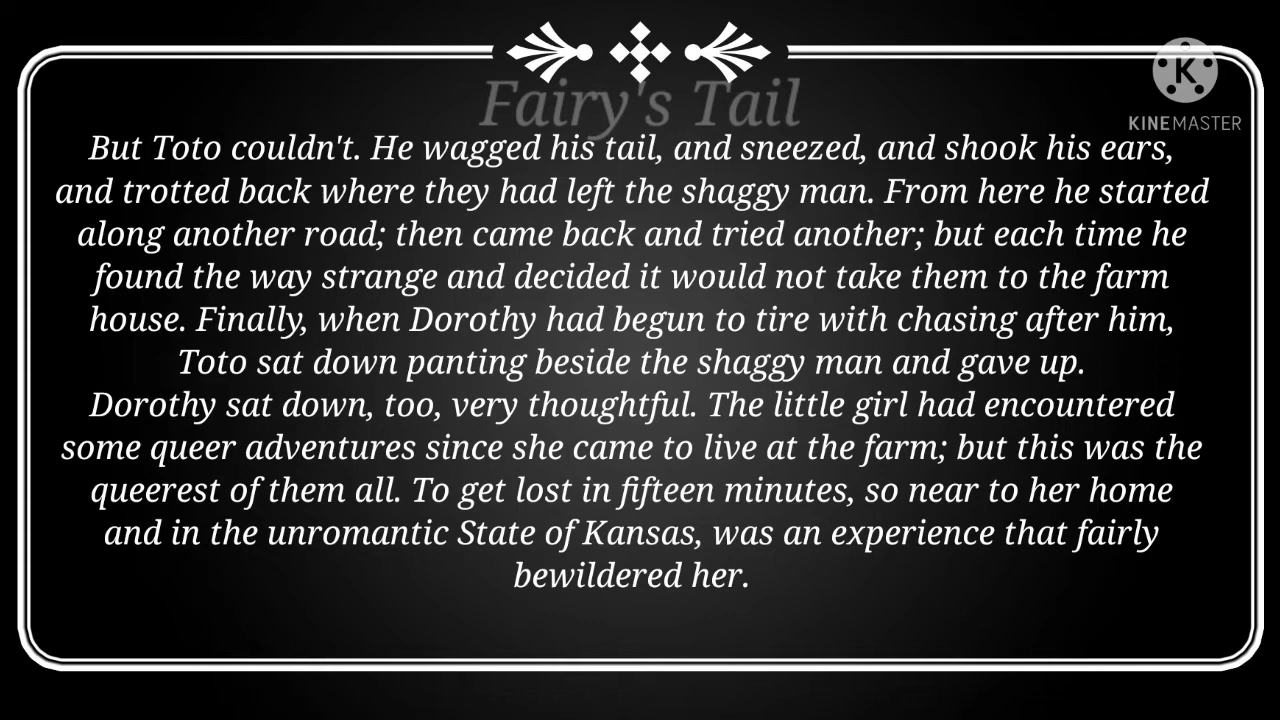 Fairy's Tail
K
KINEMASTER
But Toto couldn't. He wagged his tail, and sneezed, and shook his ears,
and trotted back where they had left the shaggy man. From here he started
along another road; then came back and tried another; but each time he
found the way strange and decided it would not take them to the farm
house. Finally, when Dorothy had begun to tire with chasing after him,
Toto sat down panting beside the shaggy man and gave up.
Dorothy sat down, too, very thoughtful. The little girl had encountered
some queer adventures since she came to live at the farm; but this was the
queerest of them all. To get lost in fifteen minutes, so near to her home
and in the unromantic State of Kansas, was an experience that fairly
bewildered her.